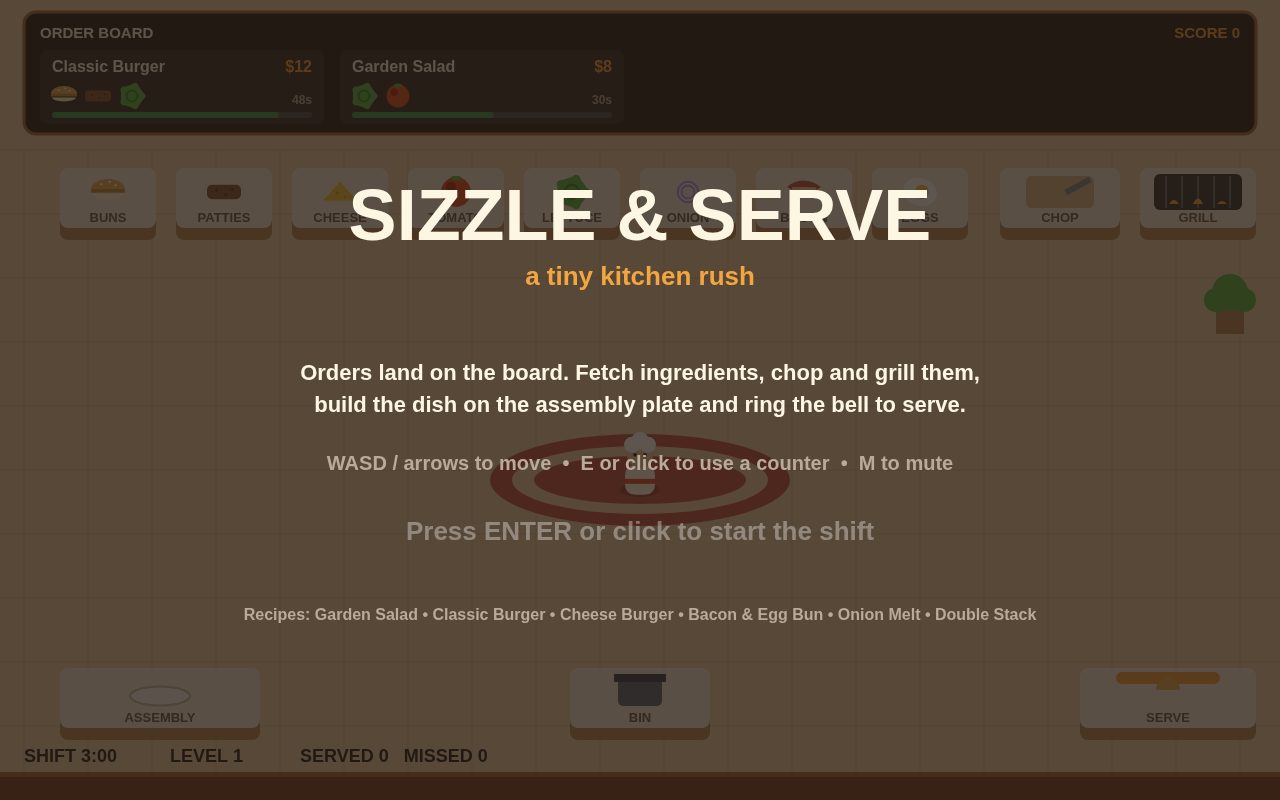 ORDER BOARD
SCORE 0
Classic Burger $12
48s
Garden Salad $8
30s
BUNS
PATTIES
CHEESE
CHOP
GRILL
SIZZLE & SERVE
a tiny kitchen rush
Orders land on the board. Fetch ingredients, chop and grill them,
build the dish on the assembly plate and ring the bell to serve.
WASD / arrows to move • E or click to use a counter • M to mute
Press ENTER or click to start the shift
Recipes: Garden Salad • Classic Burger • Cheese Burger • Bacon & Egg Bun • Onion Melt • Double Stack
ASSEMBLY
BIN
SERVE
SHIFT 3:00 LEVEL 1 SERVED 0 MISSED 0